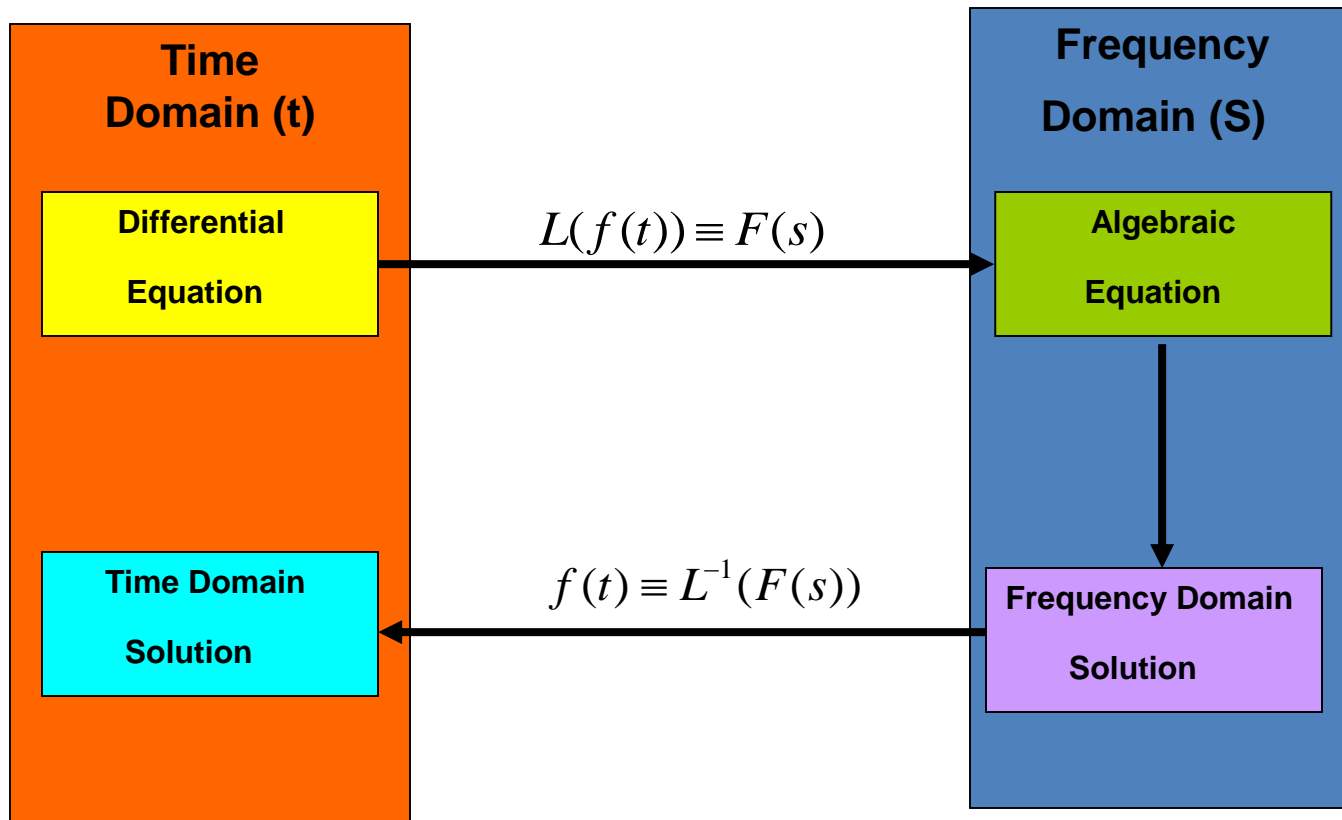 Time
Domain (t)
Frequency
Domain (S)
Differential
Equation
L(f(t)) ≡ F(s)
Algebraic
Equation
Time Domain
Solution
f(t) ≡ L⁻¹(F(s))
Frequency Domain
Solution